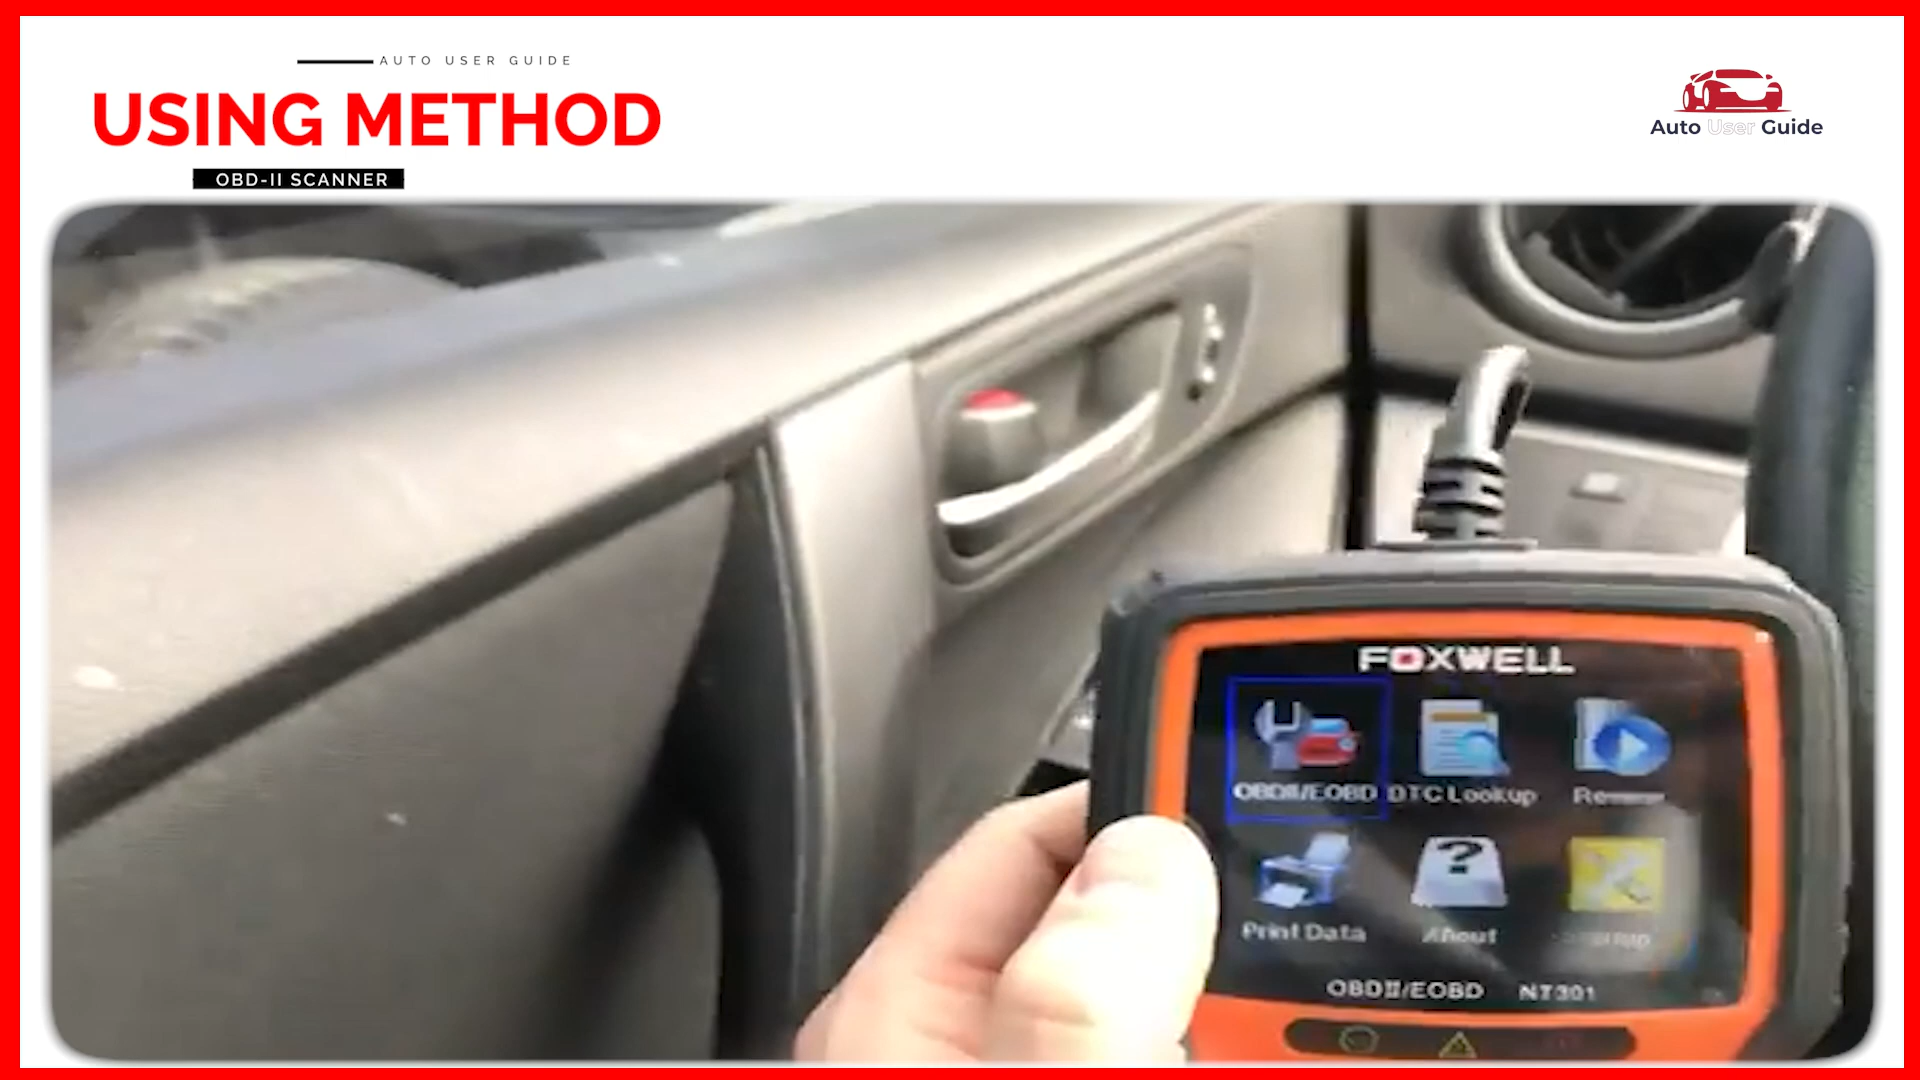 AUTO USER GUIDE
USING METHOD
OBD-II SCANNER
Auto User Guide
FOXWELL
OBDII/EOBD DTC Lookup
Print Data About
OBDII/EOBD NT301